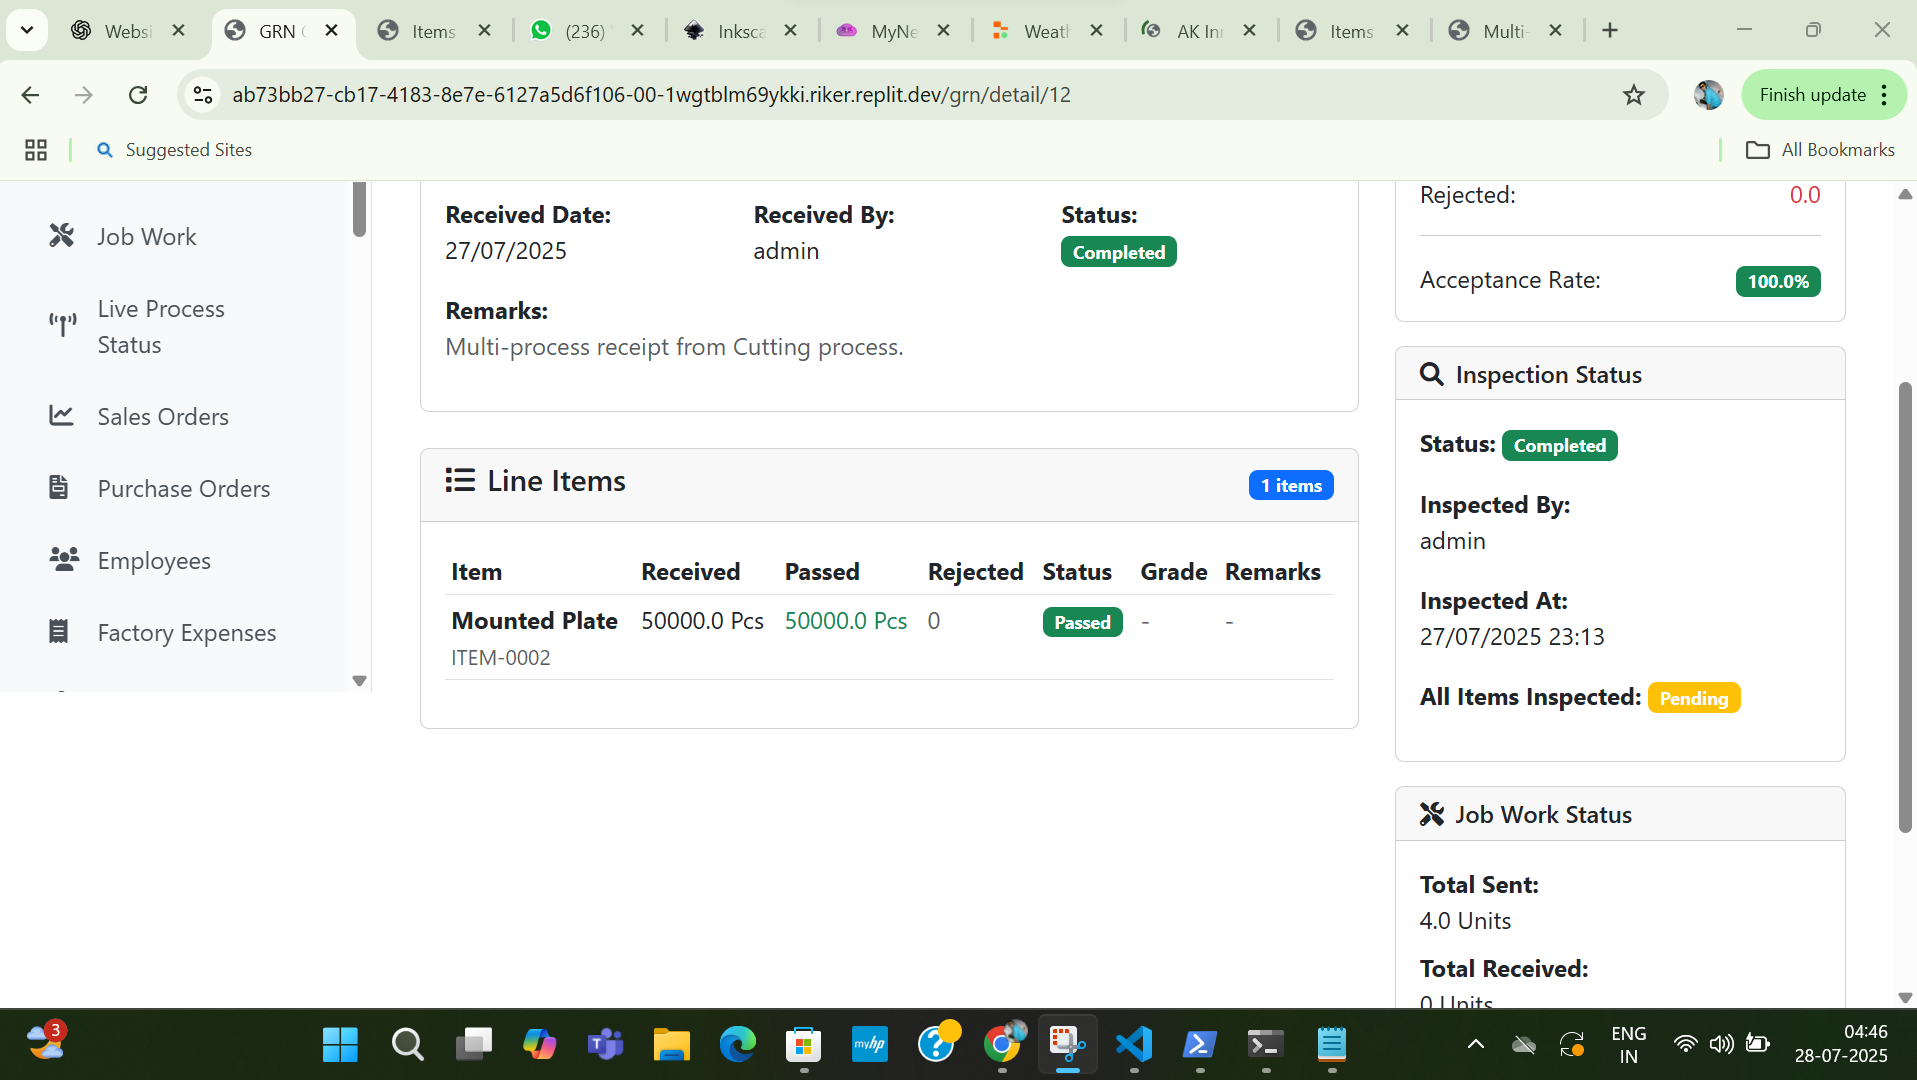 Websi
GRN
Items
(236)
Inksca
MyNe
Weath
AK Inn
Items
Multi-
ab73bb27-cb17-4183-8e7e-6127a5d6f106-00-1wgtblm69ykki.riker.replit.dev/grn/detail/12
Finish update
Suggested Sites
All Bookmarks
Job Work
Live Process
Status
Sales Orders
Purchase Orders
Employees
Factory Expenses
Received Date:
27/07/2025
Received By:
admin
Status:
Completed
Remarks:
Multi-process receipt from Cutting process.
Line Items
1 items
Item Received Passed Rejected Status Grade Remarks
Mounted Plate 50000.0 Pcs 50000.0 Pcs 0 Passed - -
ITEM-0002
Rejected: 0.0
Acceptance Rate: 100.0%
Inspection Status
Status: Completed
Inspected By:
admin
Inspected At:
27/07/2025 23:13
All Items Inspected: Pending
Job Work Status
Total Sent:
4.0 Units
Total Received:
0 Units
3
myhp
ENG
IN
04:46
28-07-2025